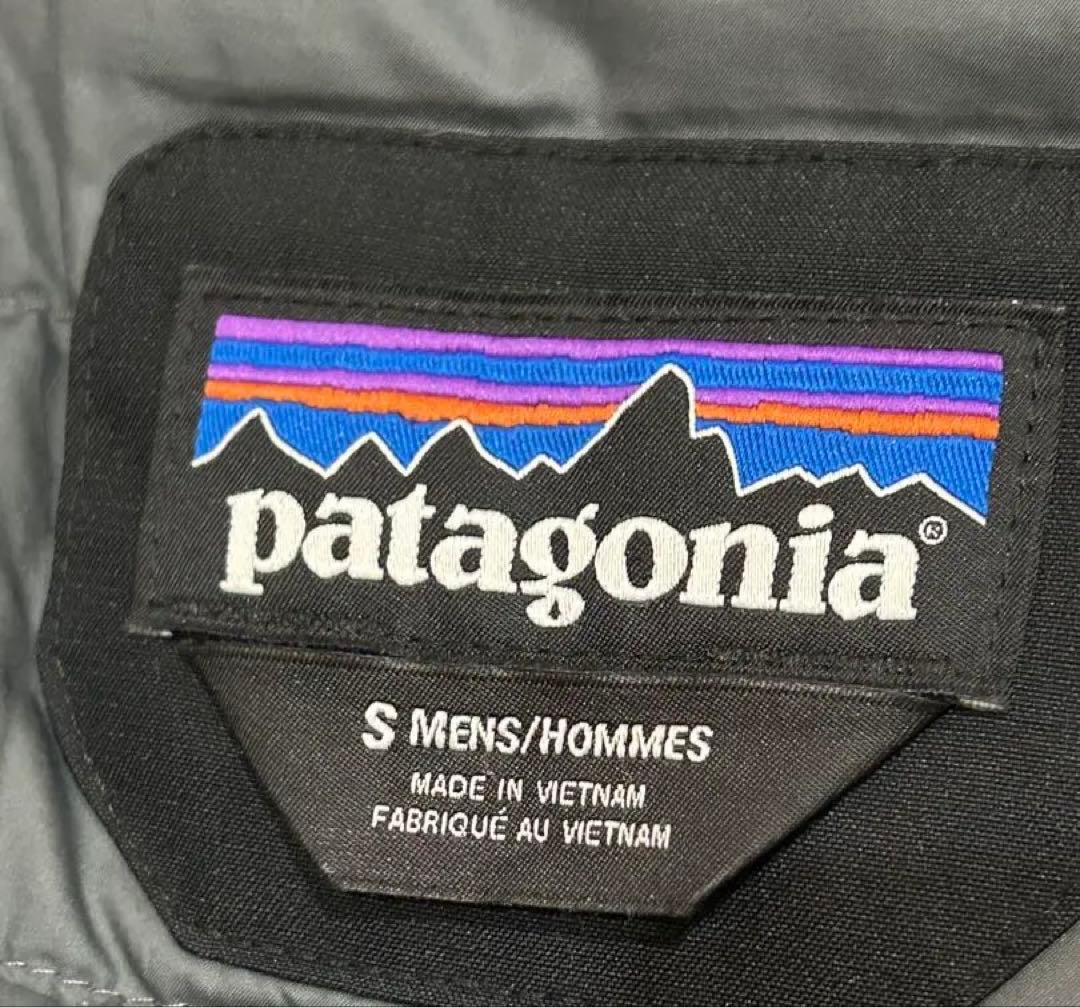 patagonia®
S MENS/HOMMES
MADE IN VIETNAM
FABRIQUÉ AU VIETNAM